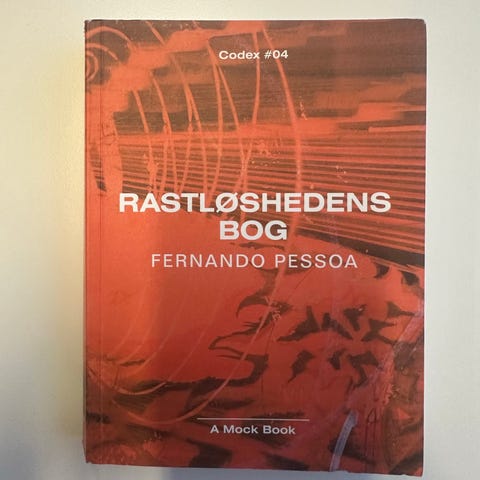 Codex #04
RASTLØSHEDENS
BOG
FERNANDO PESSOA
A Mock Book